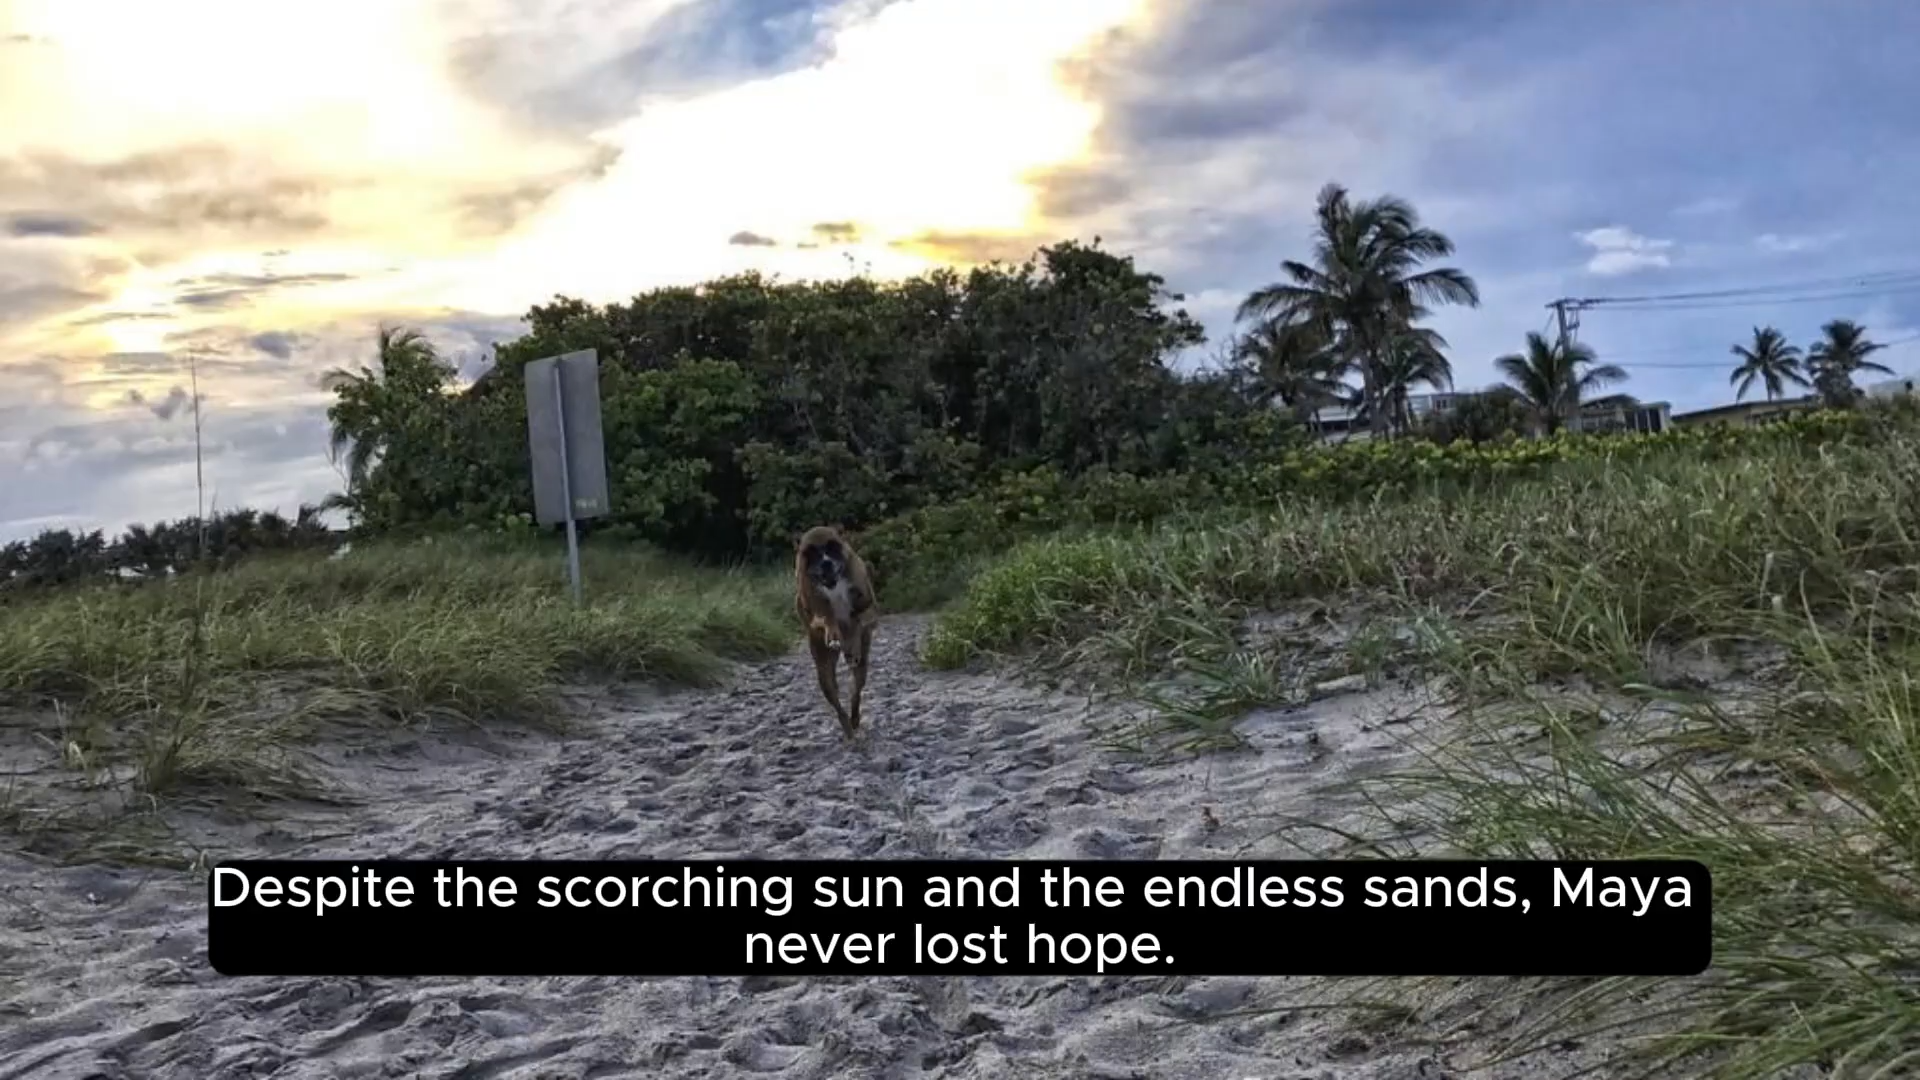 Despite the scorching sun and the endless sands, Maya
never lost hope.